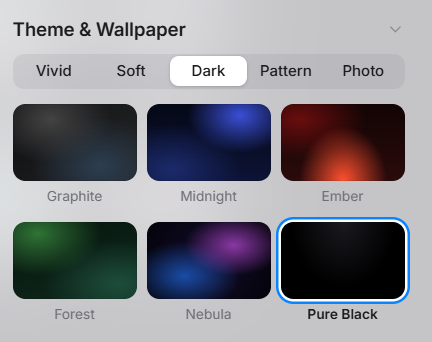 Theme & Wallpaper
Vivid Soft Dark Pattern Photo
Graphite Midnight Ember
Forest Nebula Pure Black